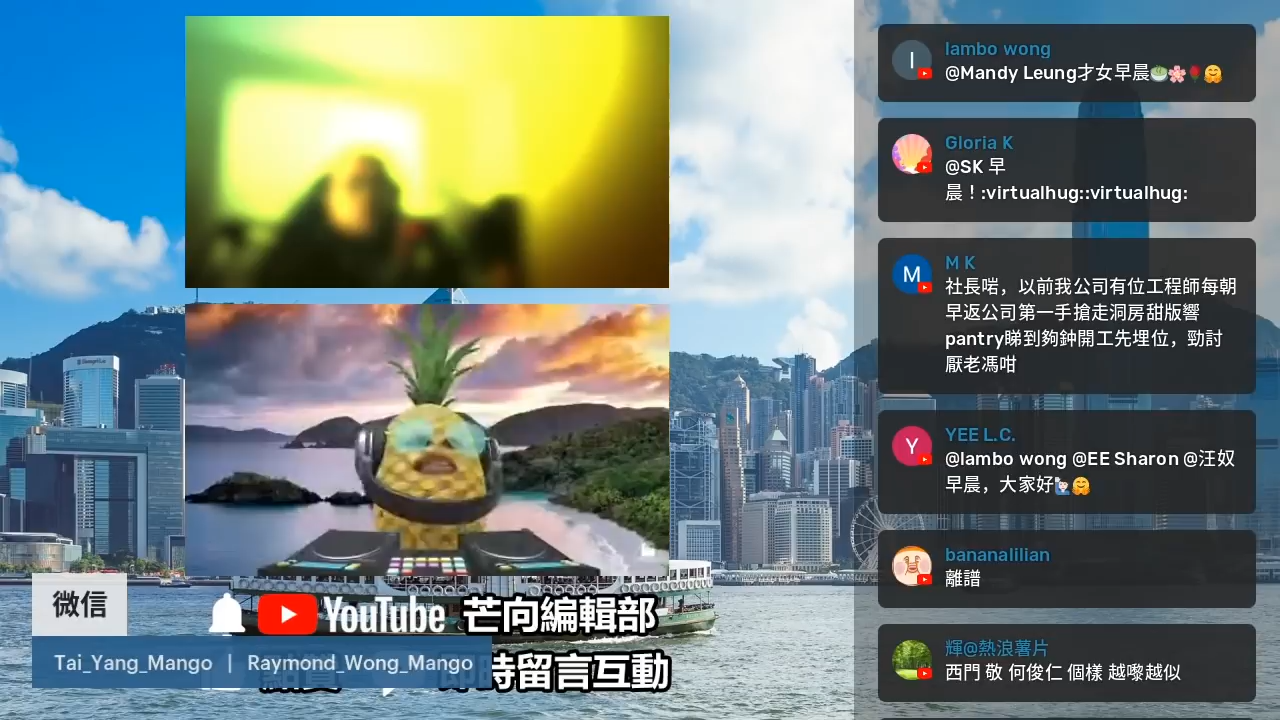 lambo wong
@Mandy Leung才女早晨🥗🌸🌹🤗
Gloria K
@SK 早
晨！:virtualhug::virtualhug:
M K
社長啱，以前我公司有位工程師每朝
早返公司第一手搶走洞房甜版響
pantry睇到夠鈡開工先埋位，勁討
厭老馮咁
YEE L.C.
@lambo wong @EE Sharon @汪奴
早晨，大家好🙋🏻‍♂️🤗
bananalilian
離譜
輝@熱浪薯片
西門 敬 何俊仁 個樣 越嚟越似
微信
Tai_Yang_Mango | Raymond_Wong_Mango
YouTube 芒向編輯部
即時留言互動